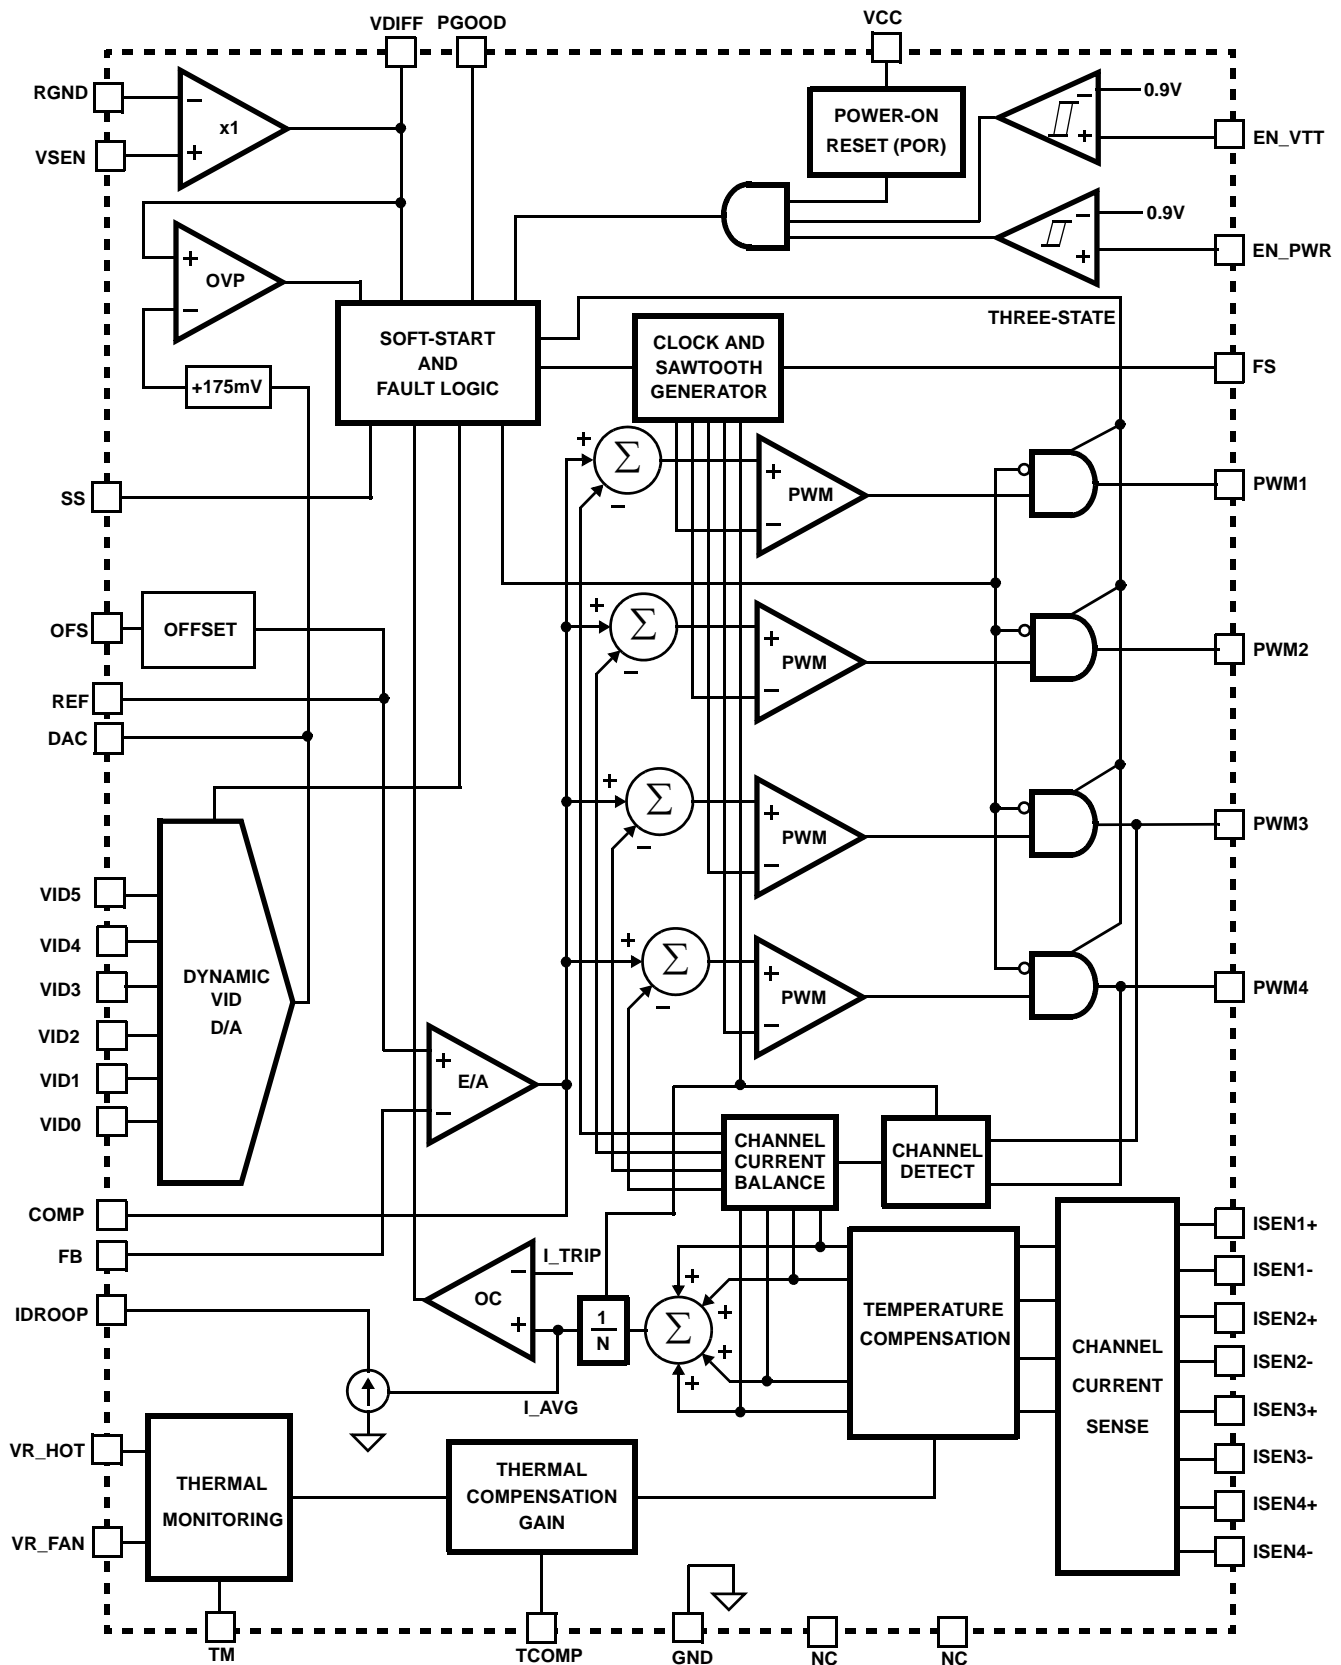 VDIFF
PGOOD
VCC
RGND
−
x1
+
VSEN
POWER-ON
RESET (POR)
−
0.9V
+
EN_VTT
−
0.9V
+
EN_PWR
+
OVP
−
THREE-STATE
SOFT-START
AND
FAULT LOGIC
CLOCK AND
SAWTOOTH
GENERATOR
FS
+175mV
+
Σ
−
+
PWM
−
PWM1
SS
OFS
OFFSET
+
Σ
−
+
PWM
−
PWM2
REF
DAC
+
Σ
−
+
PWM
−
PWM3
VID5
VID4
VID3
VID2
VID1
VID0
DYNAMIC
VID
D/A
+
Σ
−
+
PWM
−
PWM4
+
E/A
−
CHANNEL
CURRENT
BALANCE
CHANNEL
DETECT
COMP
FB
IDROOP
I_TRIP
−
OC
+
1
N
+
+
Σ
+
+
I_AVG
TEMPERATURE
COMPENSATION
CHANNEL
CURRENT
SENSE
ISEN1+
ISEN1-
ISEN2+
ISEN2-
ISEN3+
ISEN3-
ISEN4+
ISEN4-
VR_HOT
VR_FAN
THERMAL
MONITORING
THERMAL
COMPENSATION
GAIN
TM
TCOMP
GND
NC
NC